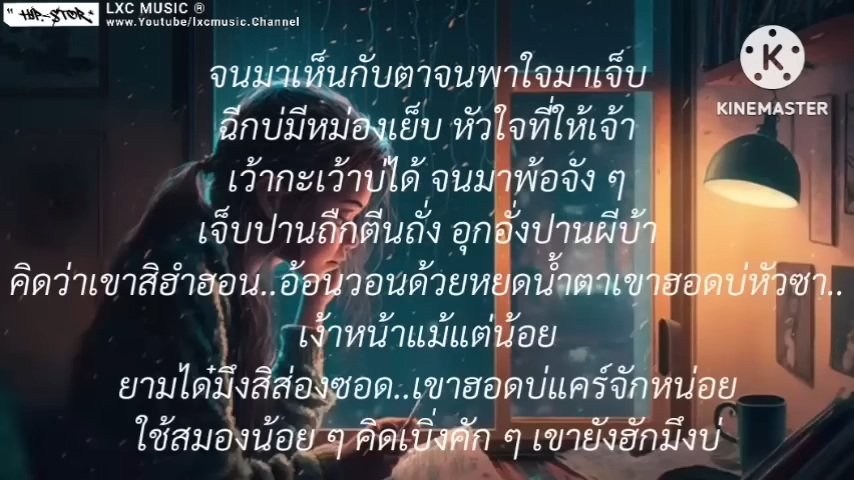 HIP-STER
LXC MUSIC ®
www.Youtube/lxcmusic.Channel
K
KINEMASTER
จนมาเห็นกับตาจนพาใจมาเจ็บ
ฉีกบ่มีหม่องเย็บ หัวใจที่ให้เจ้า
เว้ากะเว้าบ่ได้ จนมาพ้อจัง ๆ
เจ็บปานถืกตีนถั่ง อุกอั่งปานผีบ้า
คิดว่าเขาสิฮำฮอน..อ้อนวอนด้วยหยดน้ำตาเขาฮอดบ่หัวซา..
เง้าหน้าแม้แต่น้อย
ยามได๋มึงสิส่องซอด..เขาฮอดบ่แคร์จักหน่อย
ใช้สมองน้อย ๆ คิดเบิ่งคัก ๆ เขายังฮักมึงบ่